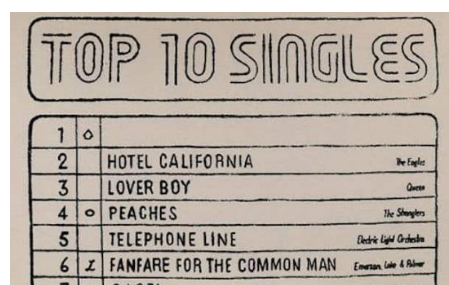 TOP 10 SINGLES
1
2 HOTEL CALIFORNIA The Eagles
3 LOVER BOY Queen
4 PEACHES The Stranglers
5 TELEPHONE LINE Electric Light Orchestra
6 FANFARE FOR THE COMMON MAN Emerson, Lake & Palmer